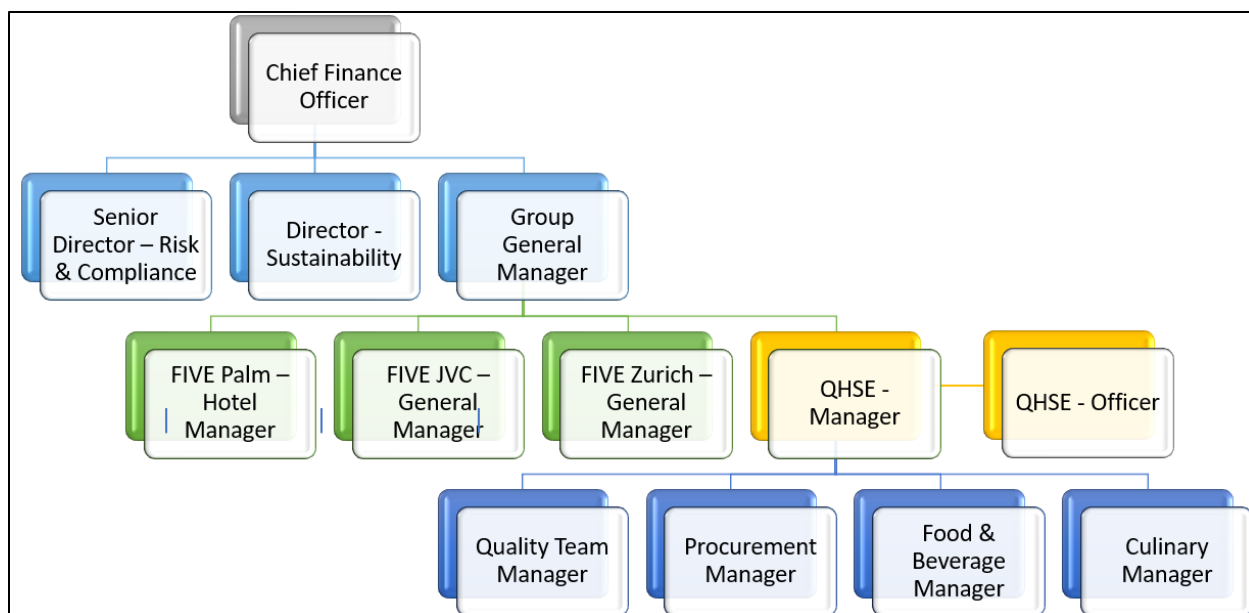 Chief Finance
Officer
Senior
Director – Risk
& Compliance
Director -
Sustainability
Group
General
Manager
FIVE Palm –
Hotel
Manager
FIVE JVC –
General
Manager
FIVE Zurich –
General
Manager
QHSE -
Manager
QHSE - Officer
Quality Team
Manager
Procurement
Manager
Food &
Beverage
Manager
Culinary
Manager